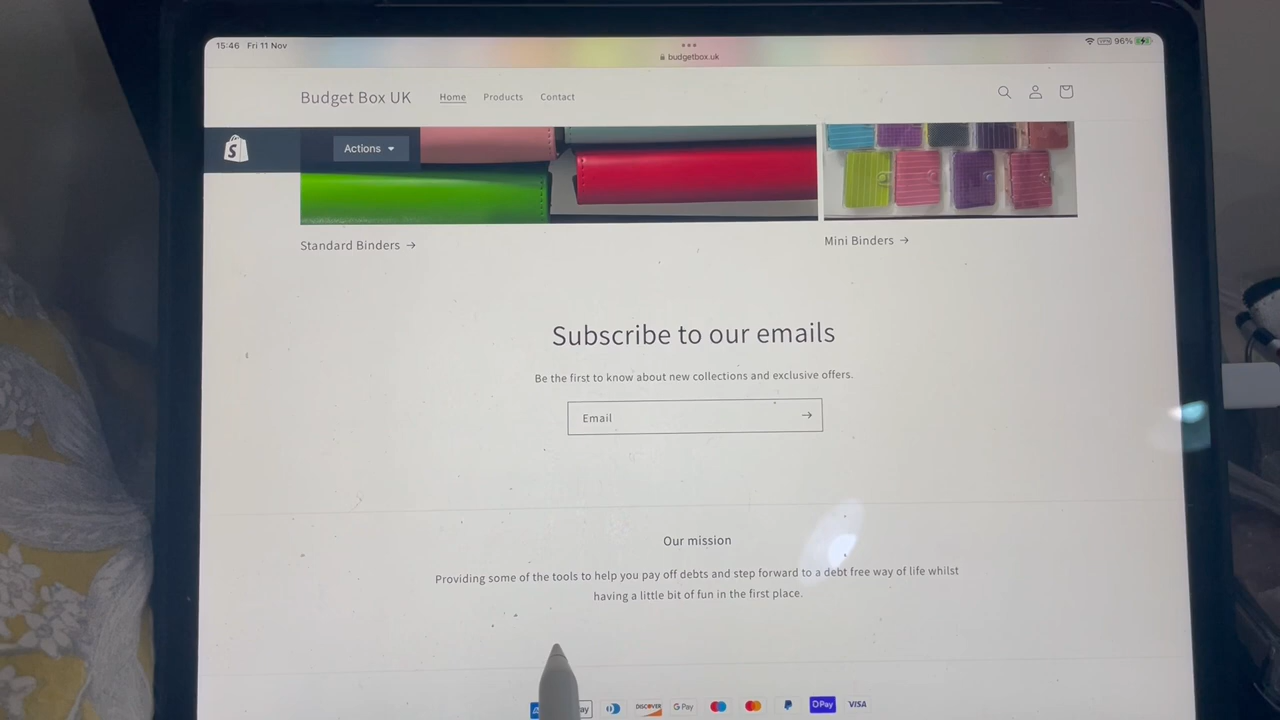 15:46 Fri 11 Nov
budgetbox.uk
VPN 96%
Budget Box UK Home Products Contact
Actions
Standard Binders →
Mini Binders →
Subscribe to our emails
Be the first to know about new collections and exclusive offers.
Email
Our mission
Providing some of the tools to help you pay off debts and step forward to a debt free way of life whilst
having a little bit of fun in the first place.
DISCOVER G Pay OPay VISA